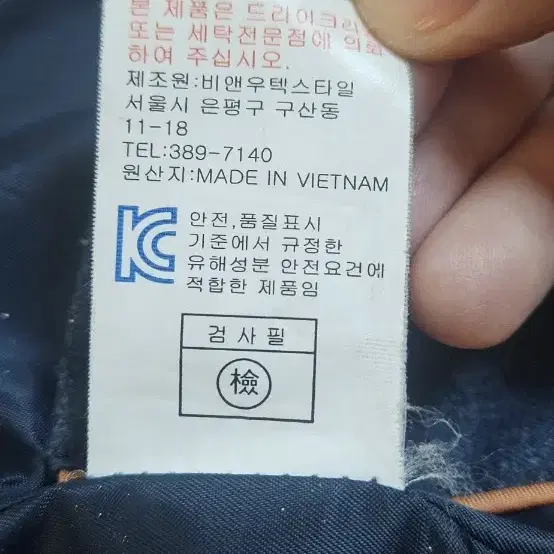 본 제품은 드라이크리
또는 세탁전문점에 의뢰
하여 주십시오.
제조원:비앤우텍스타일
서울시 은평구 구산동
11-18
TEL:389-7140
원산지:MADE IN VIETNAM
KC
안전,품질표시
기준에서 규정한
유해성분 안전요건에
적합한 제품임
검 사 필
檢